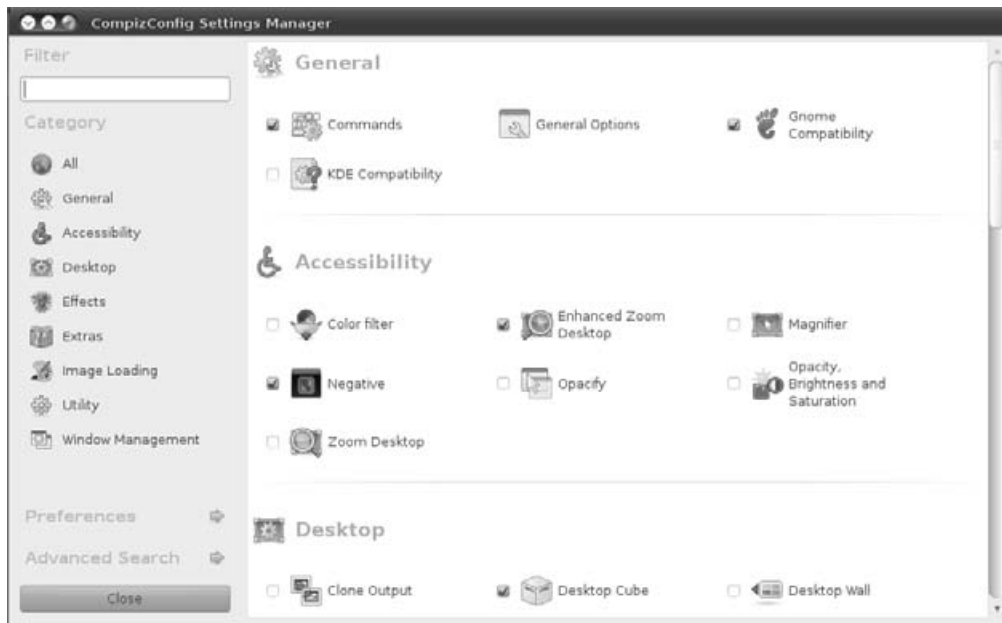 CompizConfig Settings Manager
Filter
Category
All
General
Accessibility
Desktop
Effects
Extras
Image Loading
Utility
Window Management
Preferences
Advanced Search
Close
General
Commands
General Options
Gnome
Compatibility
KDE Compatibility
Accessibility
Color filter
Enhanced Zoom
Desktop
Magnifier
Negative
Opacify
Opacity,
Brightness and
Saturation
Zoom Desktop
Desktop
Clone Output
Desktop Cube
Desktop Wall